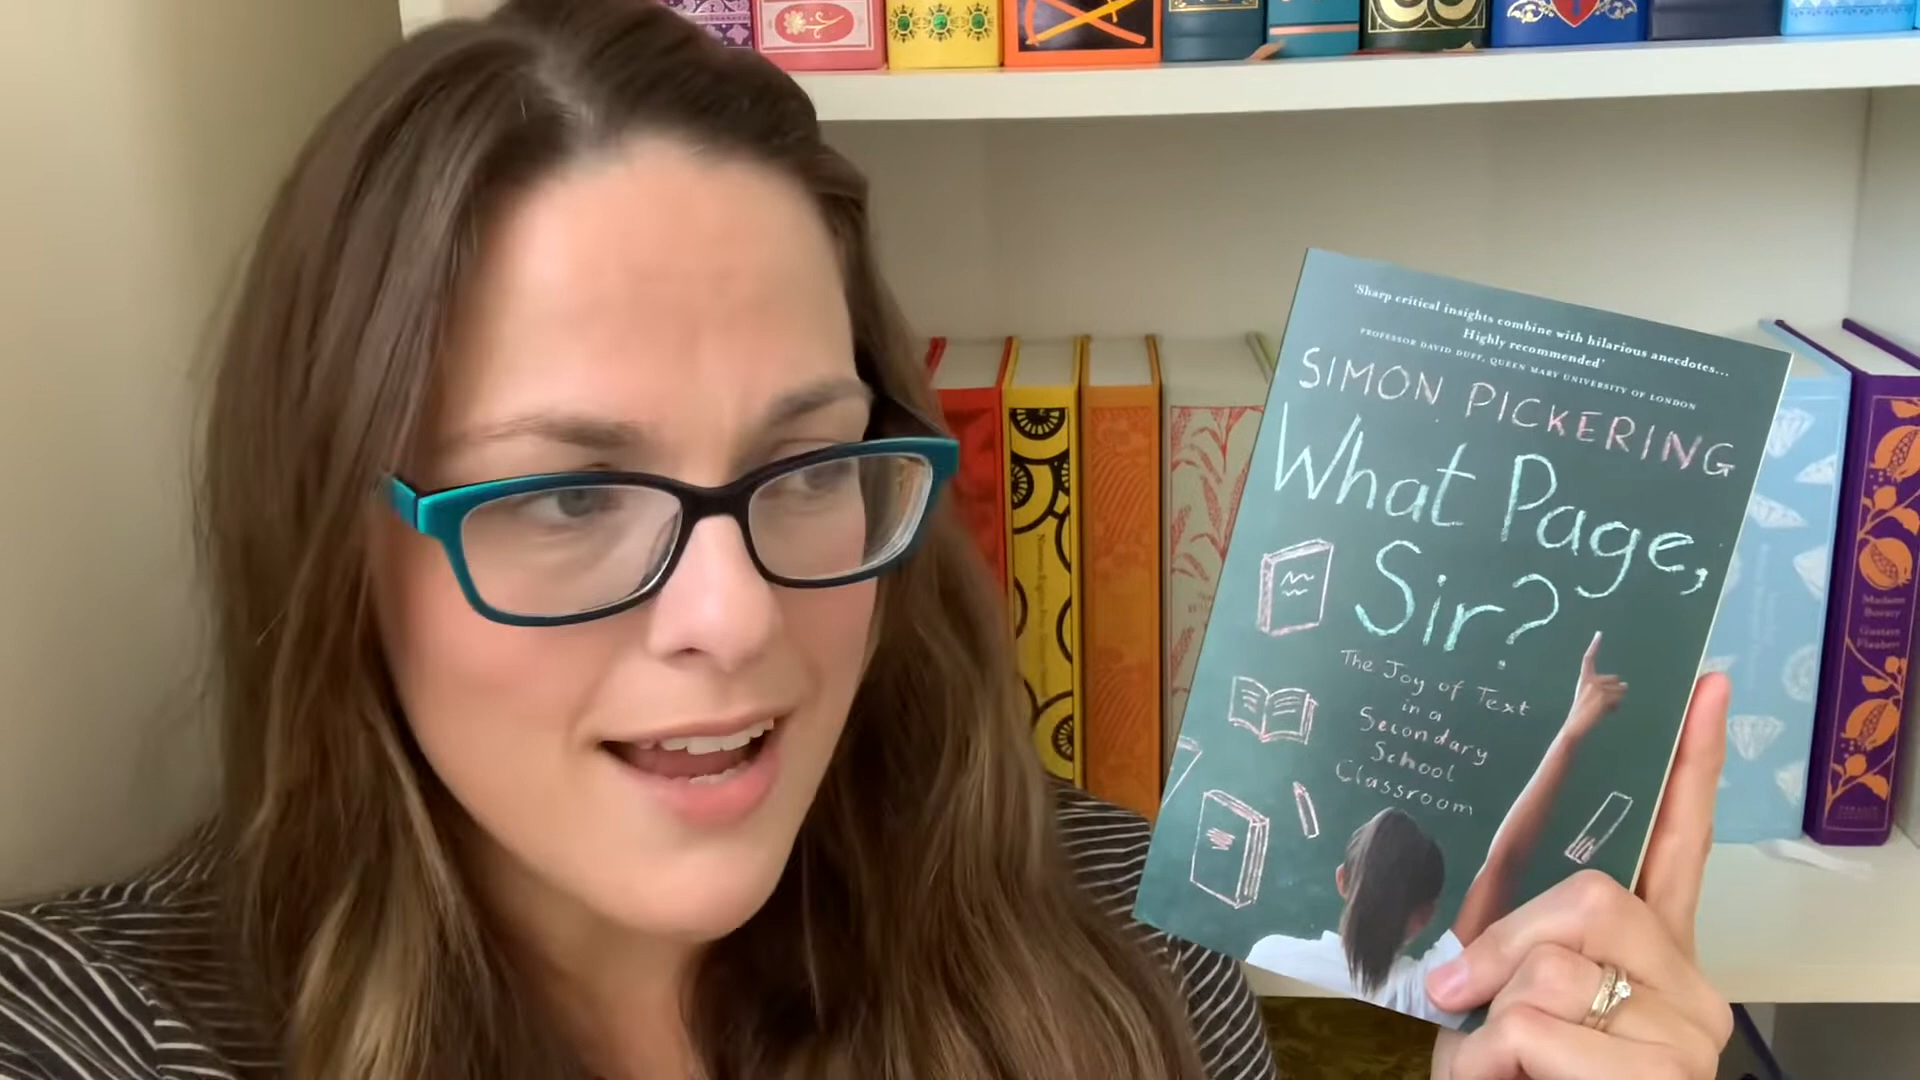 'Sharp critical insights combine with hilarious anecdotes...
Highly recommended'
PROFESSOR DAVID DUFF, QUEEN MARY UNIVERSITY OF LONDON
SIMON PICKERING
What Page,
Sir?
The Joy of Text
in a
Secondary
School
Classroom
Madame
Bovary
Gustave
Flaubert